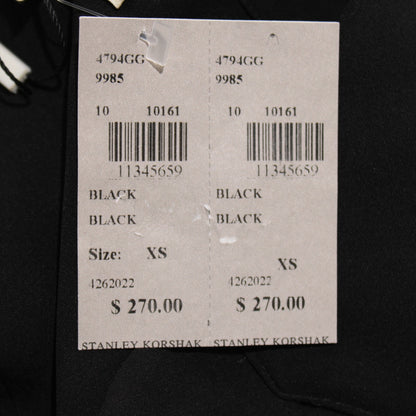 4794GG 4794GG
9985 9985
10 10161 10 10161
11345659 11345659
BLACK BLACK
BLACK BLACK
Size: XS XS
4262022 4262022
$ 270.00 $ 270.00
STANLEY KORSHAK STANLEY KORSHAK